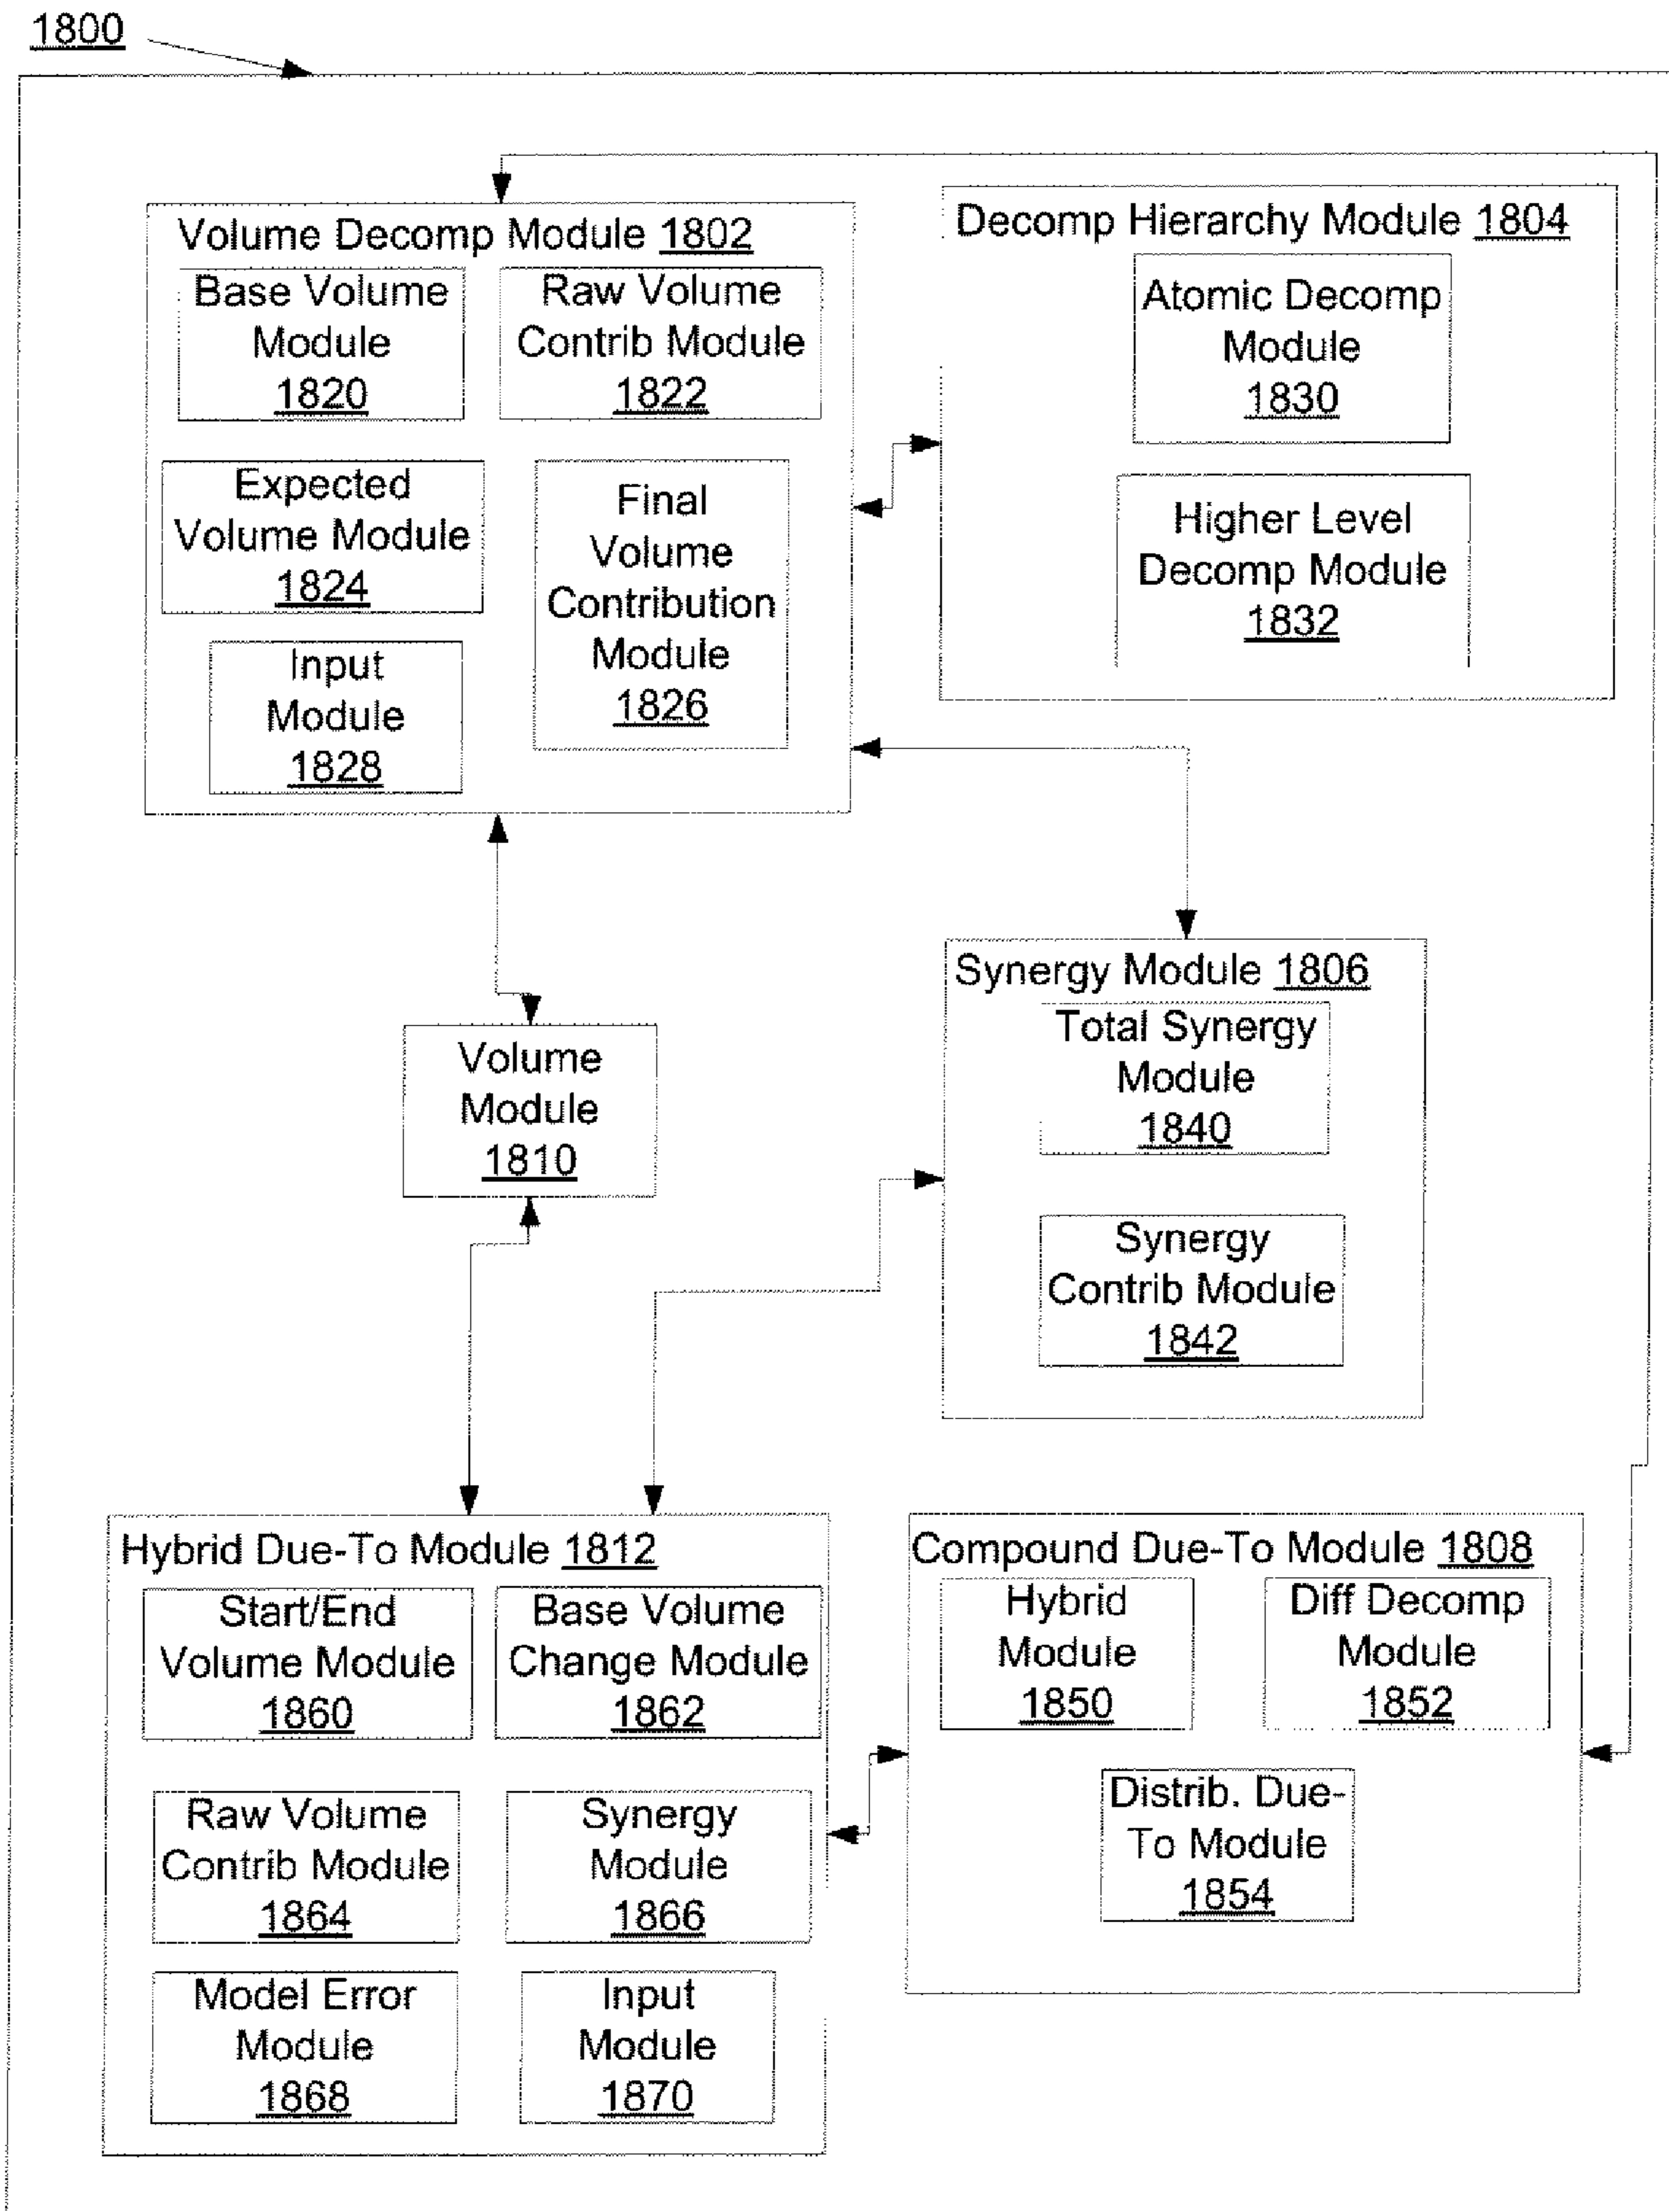 1800
Volume Decomp Module 1802
Base Volume
Module
1820
Raw Volume
Contrib Module
1822
Expected
Volume Module
1824
Final
Volume
Contribution
Module
1826
Input
Module
1828
Decomp Hierarchy Module 1804
Atomic Decomp
Module
1830
Higher Level
Decomp Module
1832
Synergy Module 1806
Total Synergy
Module
1840
Synergy
Contrib Module
1842
Volume
Module
1810
Hybrid Due-To Module 1812
Start/End
Volume Module
1860
Base Volume
Change Module
1862
Raw Volume
Contrib Module
1864
Synergy
Module
1866
Model Error
Module
1868
Input
Module
1870
Compound Due-To Module 1808
Hybrid
Module
1850
Diff Decomp
Module
1852
Distrib. Due-
To Module
1854